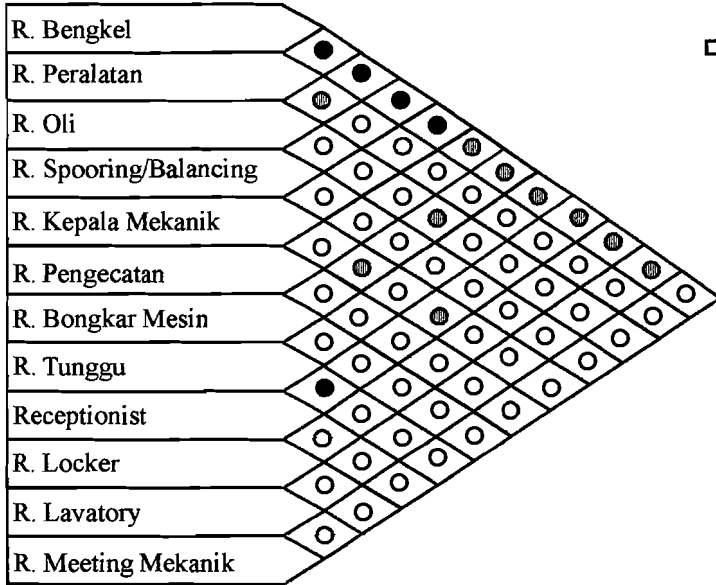 R. Bengkel
R. Peralatan
R. Oli
R. Spooring/Balancing
R. Kepala Mekanik
R. Pengecatan
R. Bongkar Mesin
R. Tunggu
Receptionist
R. Locker
R. Lavatory
R. Meeting Mekanik